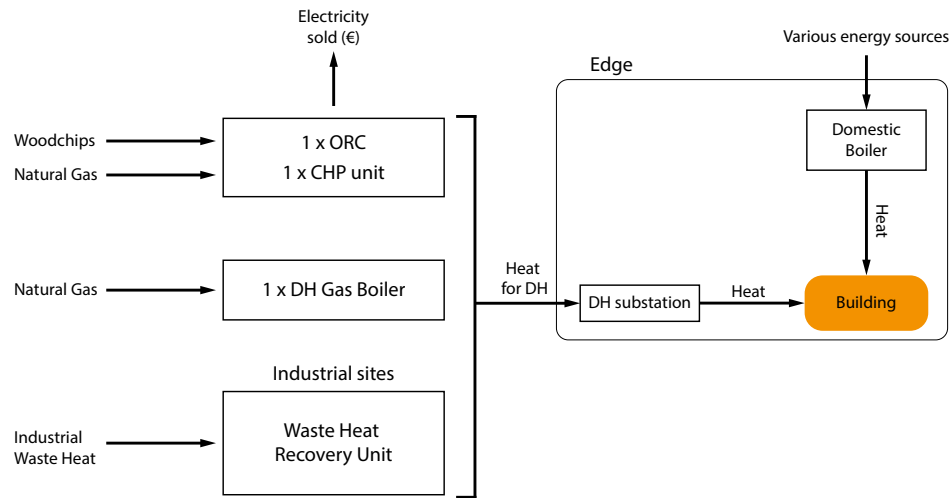 Electricity
sold (€)
Various energy sources
Edge
Woodchips
Natural Gas
1 x ORC
1 x CHP unit
Domestic
Boiler
Heat
Natural Gas
1 x DH Gas Boiler
Heat
for DH
DH substation
Heat
Building
Industrial sites
Industrial
Waste Heat
Waste Heat
Recovery Unit